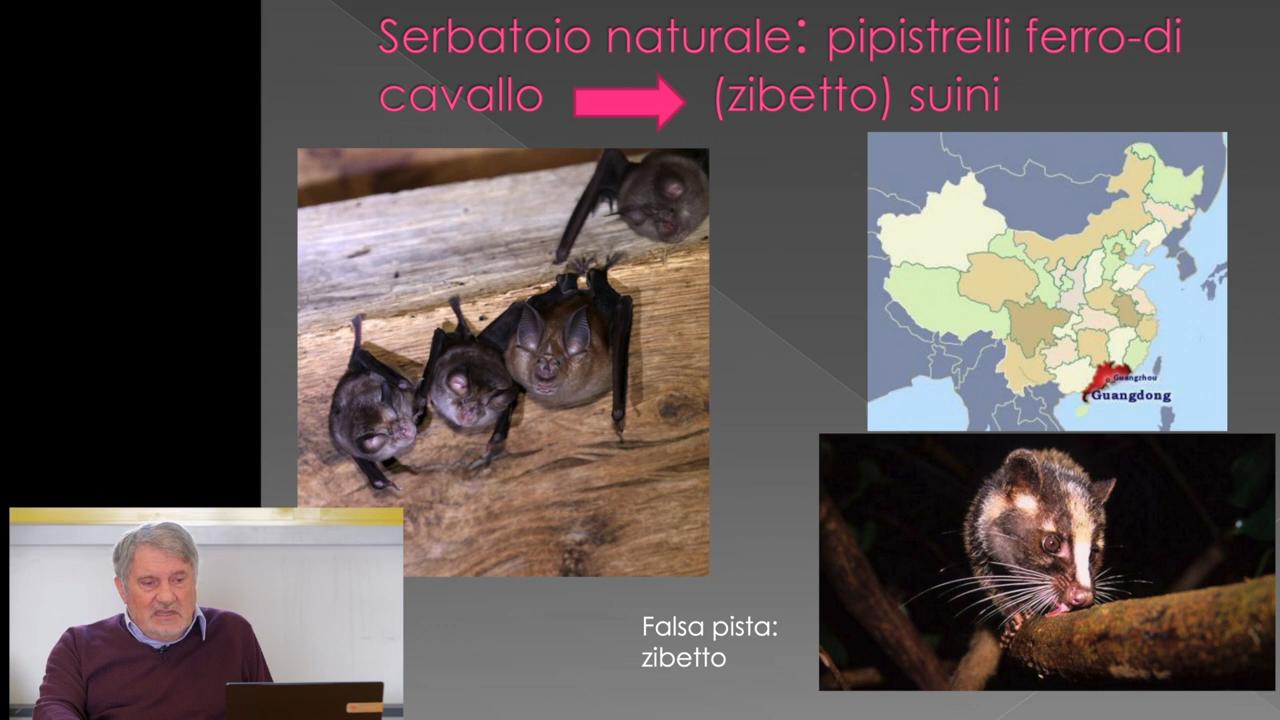 Serbatoio naturale: pipistrelli ferro-di
cavallo (zibetto) suini
Guangzhou
Guangdong
Falsa pista:
zibetto